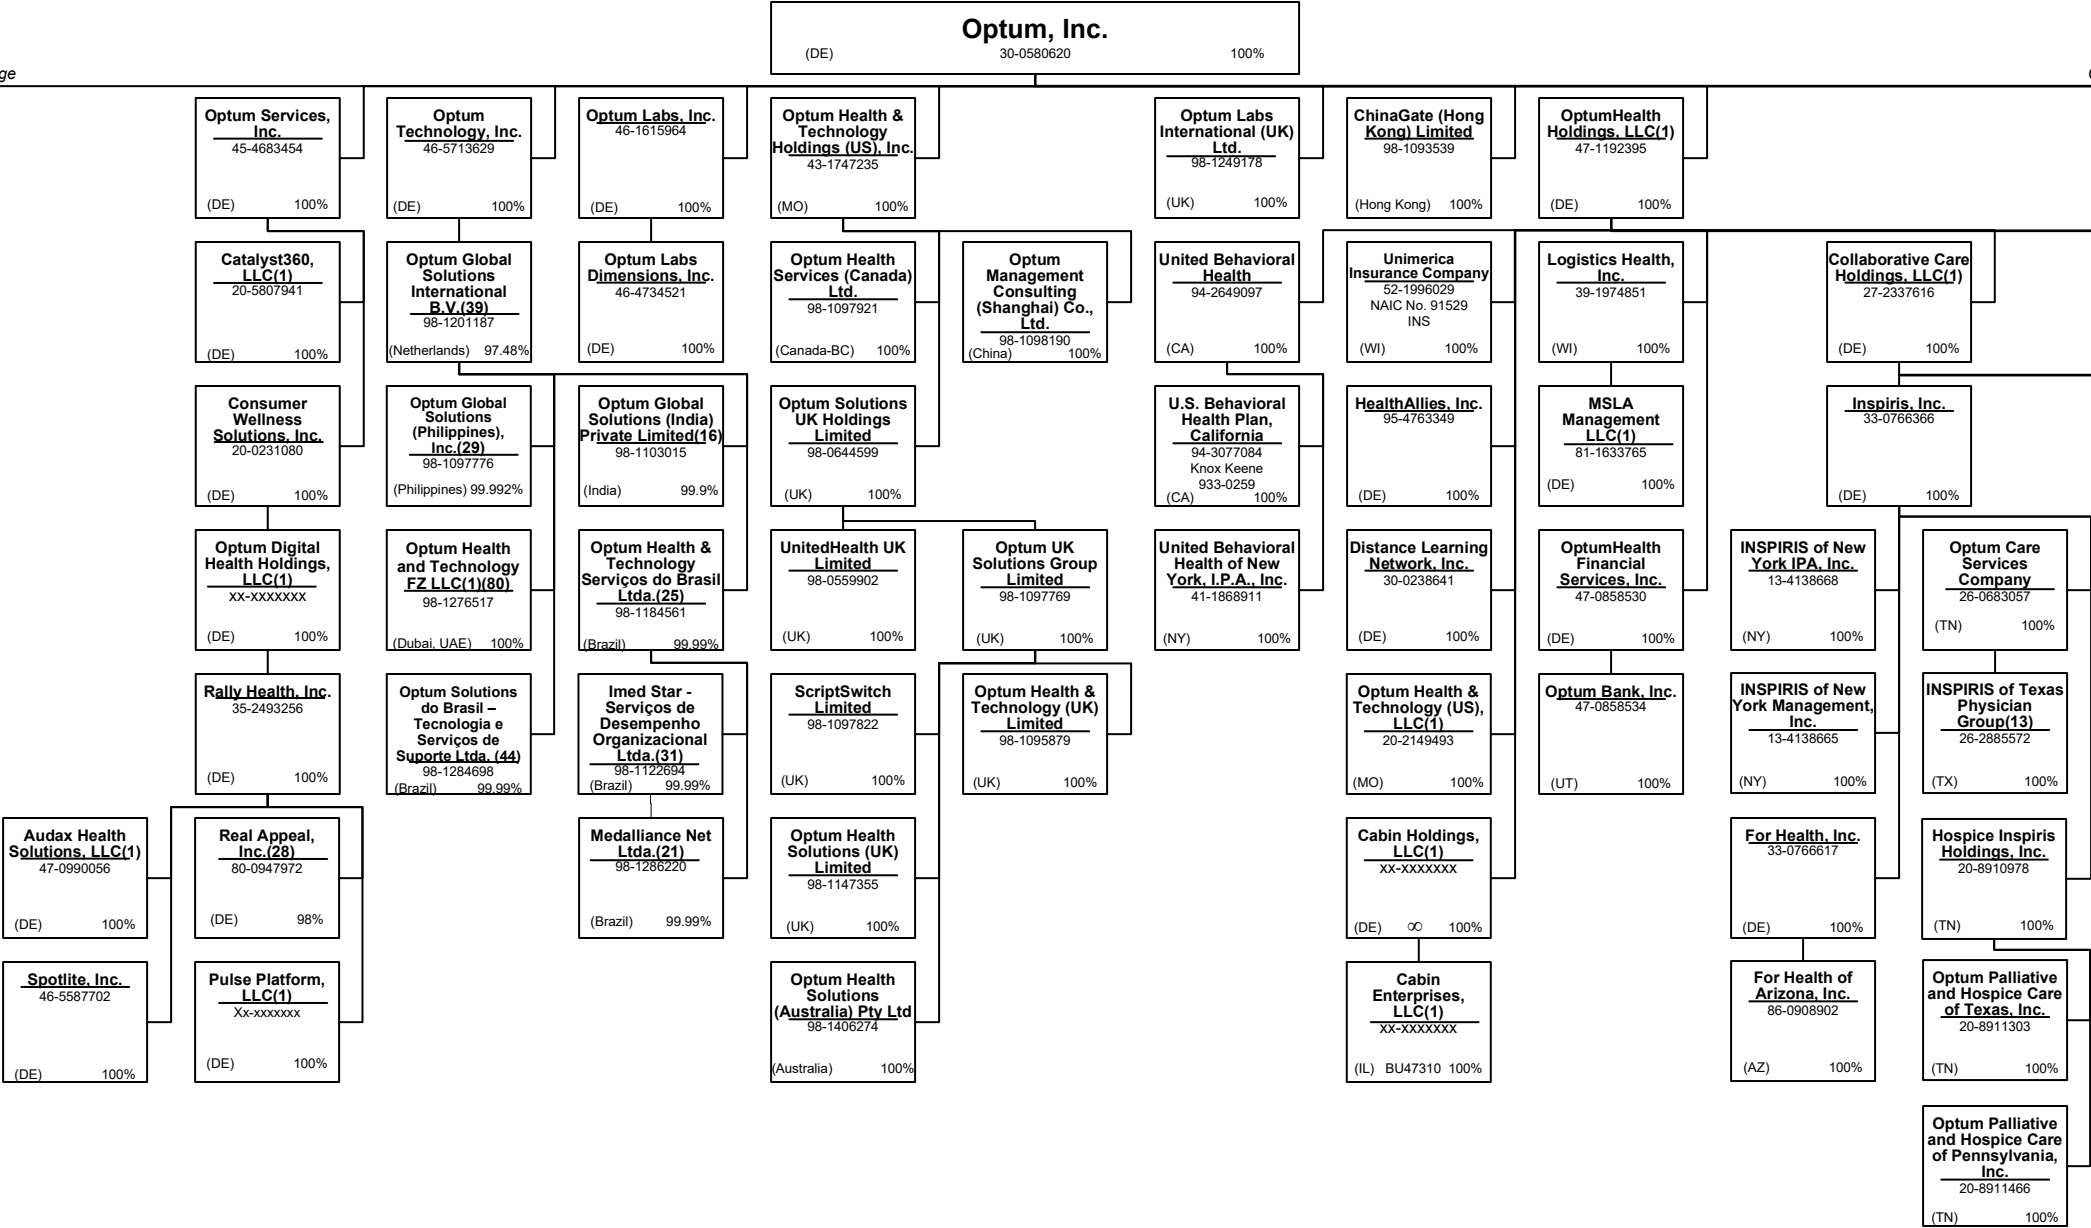 Optum, Inc.
(DE) 30-0580620 100%
ge
Optum Services,
Inc.
45-4683454
(DE) 100%
Optum
Technology, Inc.
46-5713629
(DE) 100%
Optum Labs, Inc.
46-1615964
(DE) 100%
Optum Health &
Technology
Holdings (US), Inc.
43-1747235
(MO) 100%
Optum Labs
International (UK)
Ltd.
98-1249178
(UK) 100%
ChinaGate (Hong
Kong) Limited
98-1093539
(Hong Kong) 100%
OptumHealth
Holdings, LLC(1)
47-1192395
(DE) 100%
Catalyst360,
LLC(1)
20-5807941
(DE) 100%
Optum Global
Solutions
International
B.V.(39)
98-1201187
(Netherlands) 97.48%
Optum Labs
Dimensions, Inc.
46-4734521
(DE) 100%
Optum Health
Services (Canada)
Ltd.
98-1097921
(Canada-BC) 100%
Optum
Management
Consulting
(Shanghai) Co.,
Ltd.
98-1098190
(China) 100%
United Behavioral
Health
94-2649097
(CA) 100%
Unimerica
Insurance Company
52-1996029
NAIC No. 91529
INS
(WI) 100%
Logistics Health,
Inc.
39-1974851
(WI) 100%
Collaborative Care
Holdings, LLC(1)
27-2337616
(DE) 100%
Consumer
Wellness
Solutions, Inc.
20-0231080
(DE) 100%
Optum Global
Solutions
(Philippines),
Inc.(29)
98-1097776
(Philippines) 99.992%
Optum Global
Solutions (India)
Private Limited(16)
98-1103015
(India) 99.9%
Optum Solutions
UK Holdings
Limited
98-0644599
(UK) 100%
U.S. Behavioral
Health Plan,
California
94-3077084
Knox Keene
933-0259
(CA) 100%
HealthAllies, Inc.
95-4763349
(DE) 100%
MSLA
Management
LLC(1)
81-1633765
(DE) 100%
Inspiris, Inc.
33-0766366
(DE) 100%
Optum Digital
Health Holdings,
LLC(1)
xx-xxxxxxx
(DE) 100%
Optum Health
and Technology
FZ LLC(1)(80)
98-1276517
(Dubai, UAE) 100%
Optum Health &
Technology
Serviços do Brasil
Ltda.(25)
98-1184561
(Brazil) 99.99%
UnitedHealth UK
Limited
98-0559902
(UK) 100%
Optum UK
Solutions Group
Limited
98-1097769
(UK) 100%
United Behavioral
Health of New
York, I.P.A., Inc.
41-1868911
(NY) 100%
Distance Learning
Network, Inc.
30-0238641
(DE) 100%
OptumHealth
Financial
Services, Inc.
47-0858530
(DE) 100%
INSPIRIS of New
York IPA, Inc.
13-4138668
(NY) 100%
Optum Care
Services
Company
26-0683057
(TN) 100%
Rally Health, Inc.
35-2493256
(DE) 100%
Optum Solutions
do Brasil –
Tecnologia e
Serviços de
Suporte Ltda. (44)
98-1284698
(Brazil) 99.99%
Imed Star -
Serviços de
Desempenho
Organizacional
Ltda.(31)
98-1122694
(Brazil) 99.99%
ScriptSwitch
Limited
98-1097822
(UK) 100%
Optum Health &
Technology (UK)
Limited
98-1095879
(UK) 100%
Optum Health &
Technology (US),
LLC(1)
20-2149493
(MO) 100%
Optum Bank, Inc.
47-0858534
(UT) 100%
INSPIRIS of New
York Management,
Inc.
13-4138665
(NY) 100%
INSPIRIS of Texas
Physician
Group(13)
26-2885572
(TX) 100%
Audax Health
Solutions, LLC(1)
47-0990056
(DE) 100%
Real Appeal,
Inc.(28)
80-0947972
(DE) 98%
Medalliance Net
Ltda.(21)
98-1286220
(Brazil) 99.99%
Optum Health
Solutions (UK)
Limited
98-1147355
(UK) 100%
Cabin Holdings,
LLC(1)
xx-xxxxxxx
(DE) ∞ 100%
For Health, Inc.
33-0766617
(DE) 100%
Hospice Inspiris
Holdings, Inc.
20-8910978
(TN) 100%
Spotlite, Inc.
46-5587702
(DE) 100%
Pulse Platform,
LLC(1)
Xx-xxxxxxx
(DE) 100%
Optum Health
Solutions
(Australia) Pty Ltd
98-1406274
(Australia) 100%
Cabin
Enterprises,
LLC(1)
xx-xxxxxxx
(IL) BU47310 100%
For Health of
Arizona, Inc.
86-0908902
(AZ) 100%
Optum Palliative
and Hospice Care
of Texas, Inc.
20-8911303
(TN) 100%
Optum Palliative
and Hospice Care
of Pennsylvania,
Inc.
20-8911466
(TN) 100%